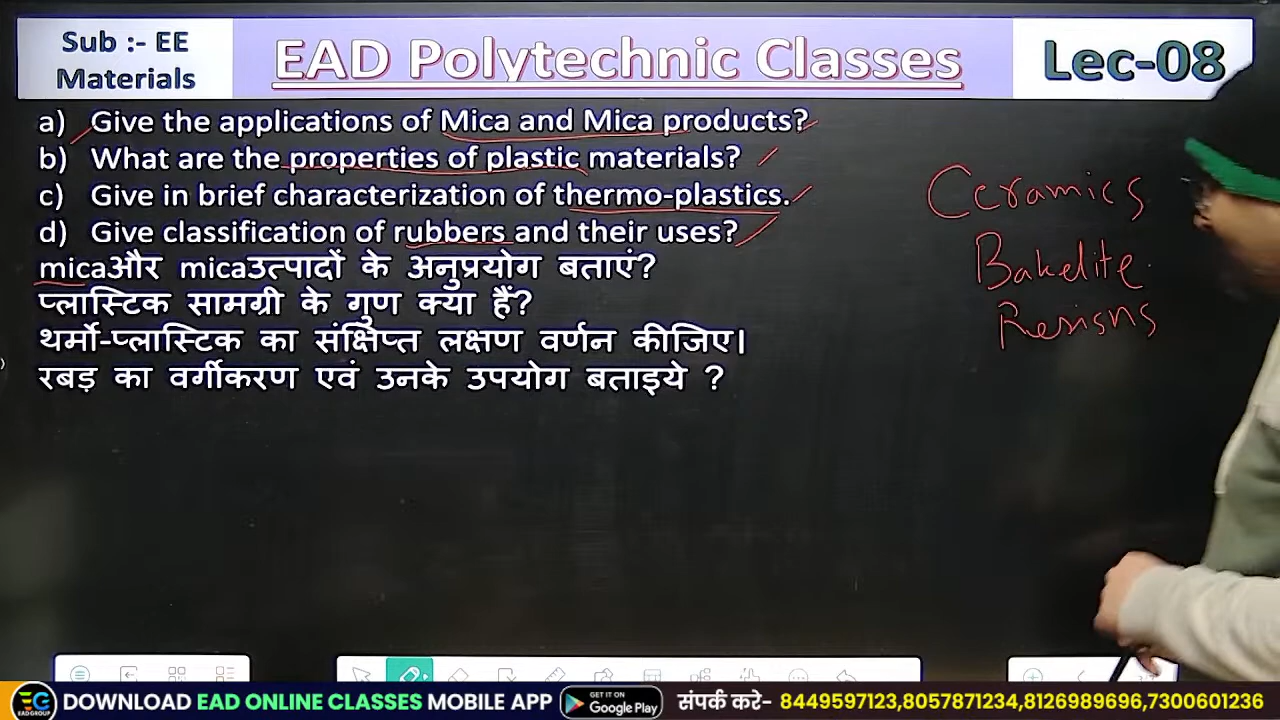 Sub :- EE
Materials
EAD Polytechnic Classes
Lec-08
a) Give the applications of Mica and Mica products?
b) What are the properties of plastic materials?
c) Give in brief characterization of thermo-plastics.
d) Give classification of rubbers and their uses?
micaऔर micaउत्पादों के अनुप्रयोग बताएं?
प्लास्टिक सामग्री के गुण क्या हैं?
थर्मो-प्लास्टिक का संक्षिप्त लक्षण वर्णन कीजिए।
रबड़ का वर्गीकरण एवं उनके उपयोग बताइये ?
Ceramics
Bakelite
EAD GROUP
DOWNLOAD EAD ONLINE CLASSES MOBILE APP
GET IT ON
Google Play
संपर्क करे- 8449597123,8057871234,8126989696,7300601236